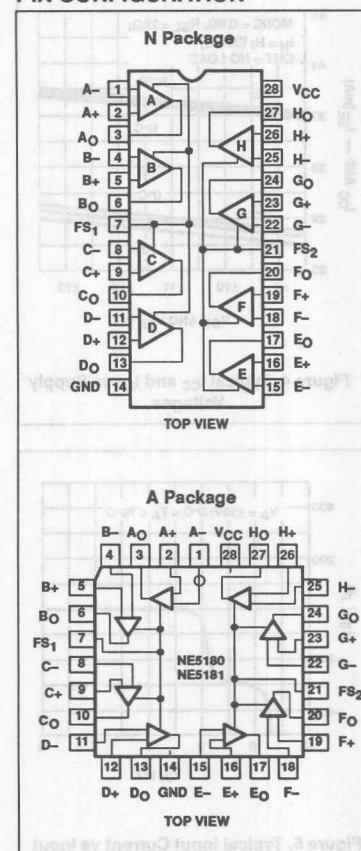 PIN CONFIGURATION
N Package
A– 1 28 VCC
A+ 2 27 HO
AO 3 26 H+
B– 4 25 H–
B+ 5 24 GO
BO 6 23 G+
FS1 7 22 G–
C– 8 21 FS2
C+ 9 20 FO
CO 10 19 F+
D– 11 18 F–
D+ 12 17 EO
DO 13 16 E+
GND 14 15 E–
A
B
C
D
H
G
F
E
TOP VIEW
A Package
B– AO A+ A– VCC HO H+
4 3 2 1 28 27 26
B+ 5 25 H–
BO 6 24 GO
FS1 7 23 G+
C– 8 22 G–
C+ 9 21 FS2
CO 10 20 FO
D– 11 19 F+
NE5180
NE5181
12 13 14 15 16 17 18
D+ DO GND E– E+ EO F–
TOP VIEW